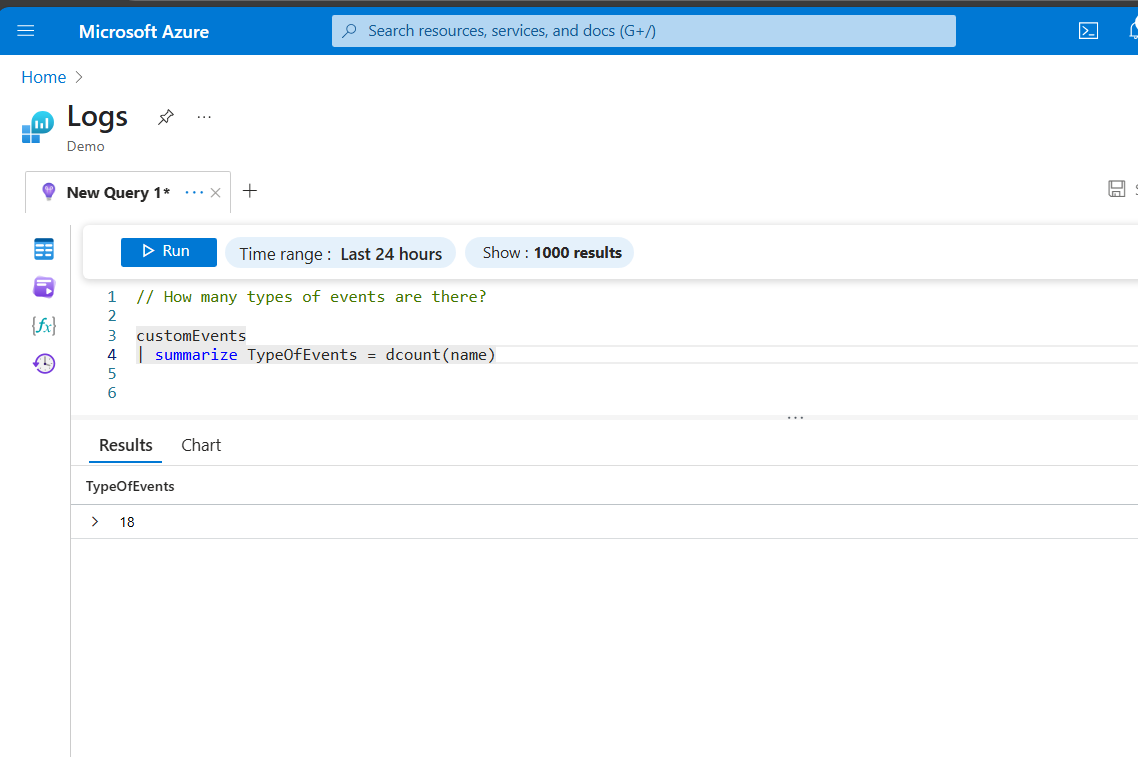 Microsoft Azure
Search resources, services, and docs (G+/)
Home
Logs
Demo
New Query 1*
Run
Time range : Last 24 hours
Show : 1000 results
1 // How many types of events are there?
2
3 customEvents
4 | summarize TypeOfEvents = dcount(name)
5
6
Results Chart
TypeOfEvents
18